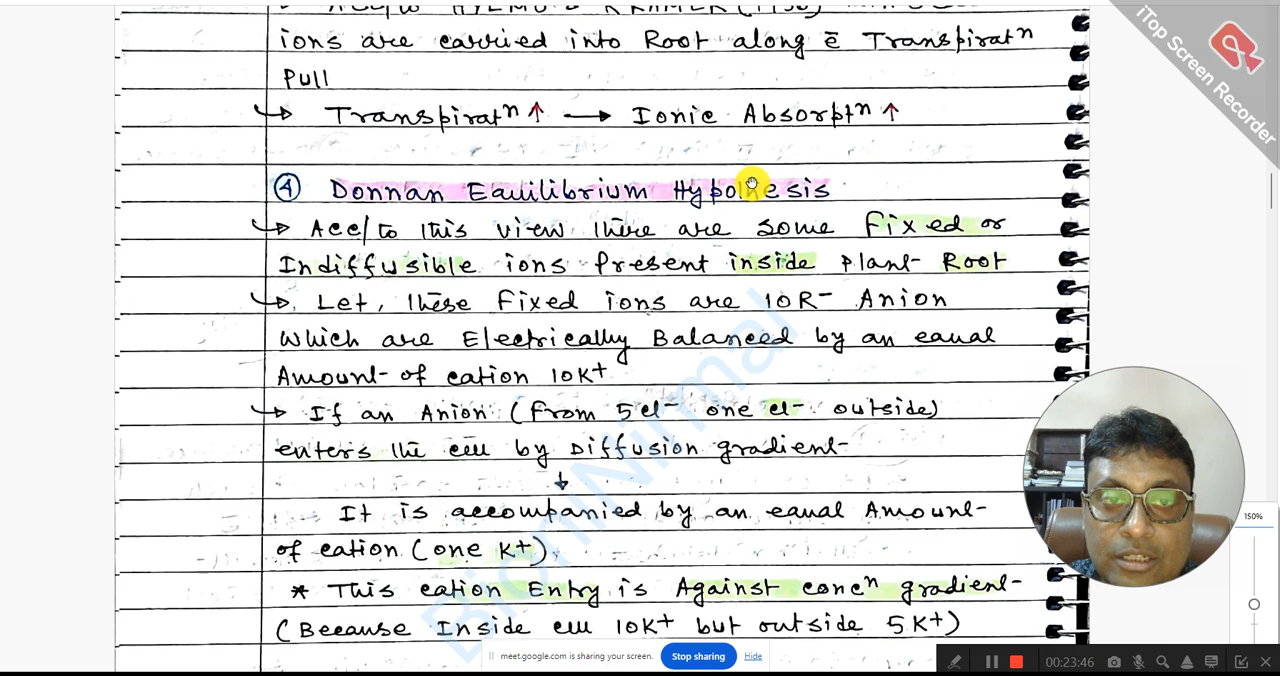 ions are carried into Root along ē Transpiratⁿ
Pull
↳ Transpiratⁿ ↑ → Ionic Absorptⁿ ↑
④ Donnan Equilibrium Hypothesis
↳ Acc/to this view there are some fixed or
Indiffusible ions Present inside Plant Root
↳ Let, these fixed ions are 10R⁻ Anion
Which are Electrically Balanced by an equal
Amount of cation 10K⁺
↳ If an Anion (from 5cl⁻ one cl⁻ outside)
enters the cell by Diffusion gradient
↓
It is accompanied by an equal Amount
of cation (one K⁺)
* This cation Entry is Against concⁿ gradient
(Because Inside cell 10K⁺ but outside 5K⁺)
BiomNirmal
iTop Screen Recorder
150%
meet.google.com is sharing your screen. Stop sharing Hide
00:23:46